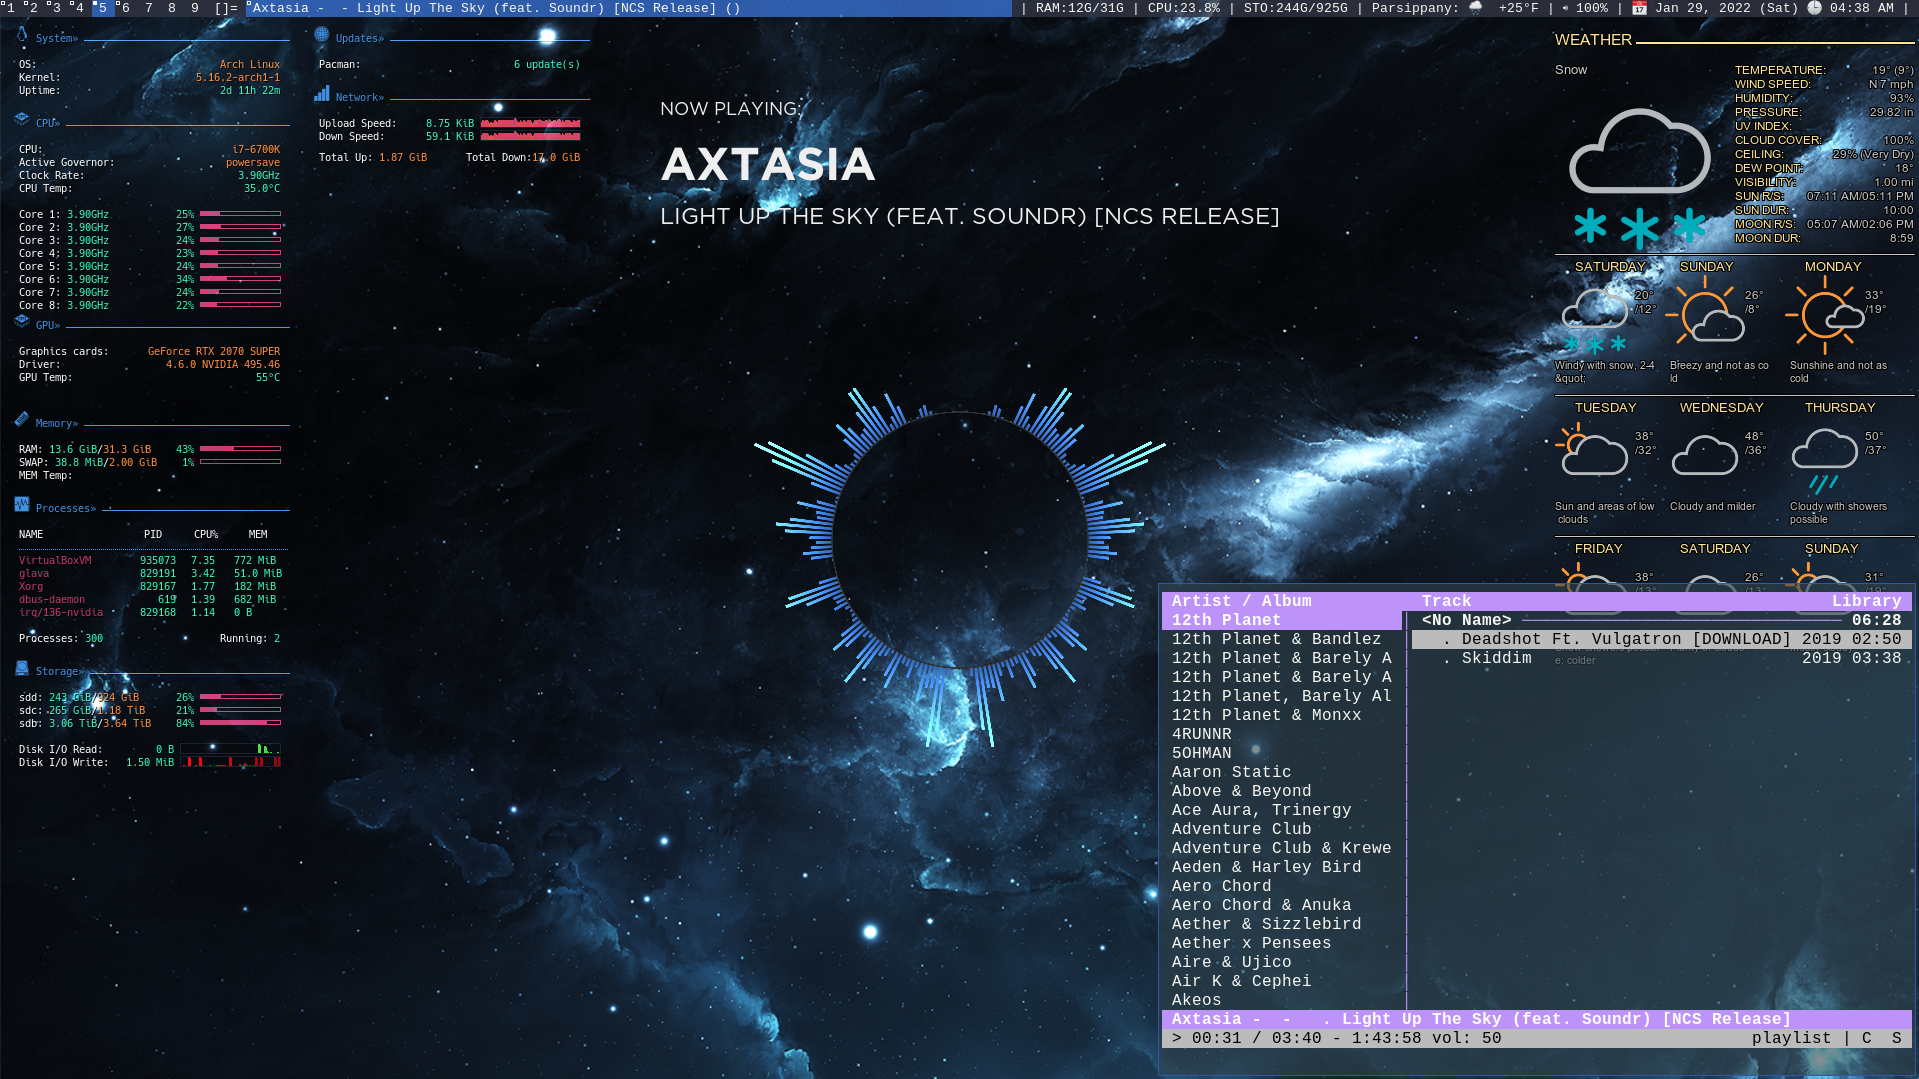 1 2 3 4 5 6 7 8 9 []= Axtasia -  - Light Up The Sky (feat. Soundr) [NCS Release] () | RAM:12G/31G | CPU:23.8% | STO:244G/925G | Parsippany: +25°F | 100% | Jan 29, 2022 (Sat) 04:38 AM |
System»
OS: Arch Linux
Kernel: 5.16.2-arch1-1
Uptime: 2d 11h 22m
CPU»
CPU: i7-6700K
Active Governor: powersave
Clock Rate: 3.90GHz
CPU Temp: 35.0°C
Core 1: 3.90GHz 25%
Core 2: 3.90GHz 27%
Core 3: 3.90GHz 24%
Core 4: 3.90GHz 23%
Core 5: 3.90GHz 24%
Core 6: 3.90GHz 34%
Core 7: 3.90GHz 24%
Core 8: 3.90GHz 22%
GPU»
Graphics cards: GeForce RTX 2070 SUPER
Driver: 4.6.0 NVIDIA 495.46
GPU Temp: 55°C
Memory»
RAM: 13.6 GiB/31.3 GiB 43%
SWAP: 38.8 MiB/2.00 GiB 1%
MEM Temp:
Processes»
NAME PID CPU% MEM
VirtualBoxVM 935073 7.35 772 MiB
glava 829191 3.42 51.0 MiB
Xorg 829167 1.77 182 MiB
dbus-daemon 619 1.39 682 MiB
irq/136-nvidia 829168 1.14 0 B
Processes: 300 Running: 2
Storage»
sdd: 243 GiB/924 GiB 26%
sdc: 265 GiB/1.18 TiB 21%
sdb: 3.06 TiB/3.64 TiB 84%
Disk I/O Read: 0 B
Disk I/O Write: 1.50 MiB
Updates»
Pacman: 6 update(s)
Network»
Upload Speed: 8.75 KiB
Down Speed: 59.1 KiB
Total Up: 1.87 GiB Total Down:17.0 GiB
NOW PLAYING:
AXTASIA
LIGHT UP THE SKY (FEAT. SOUNDR) [NCS RELEASE]
WEATHER
Snow
TEMPERATURE: 19° (9°)
WIND SPEED: N 7 mph
HUMIDITY: 93%
PRESSURE: 29.82 in
UV INDEX:
CLOUD COVER: 100%
CEILING: 29% (Very Dry)
DEW POINT: 18°
VISIBILITY: 1.00 mi
SUN R/S: 07:11 AM/05:11 PM
SUN DUR: 10:00
MOON R/S: 05:07 AM/02:06 PM
MOON DUR: 8:59
SATURDAY SUNDAY MONDAY
20° 26° 33°
/12° /8° /19°
Windy with snow, 2-4 Breezy and not as co Sunshine and not as
&quot; ld cold
TUESDAY WEDNESDAY THURSDAY
38° 48° 50°
/32° /36° /37°
Sun and areas of low Cloudy and milder Cloudy with showers
clouds possible
FRIDAY SATURDAY SUNDAY
38° 26° 31°
/13° /13° /19°
e; colder
Artist / Album Track Library
12th Planet <No Name> 06:28
12th Planet & Bandlez . Deadshot Ft. Vulgatron [DOWNLOAD] 2019 02:50
12th Planet & Barely A . Skiddim 2019 03:38
12th Planet & Barely A
12th Planet, Barely Al
12th Planet & Monxx
4RUNNR
5OHMAN
Aaron Static
Above & Beyond
Ace Aura, Trinergy
Adventure Club
Adventure Club & Krewe
Aeden & Harley Bird
Aero Chord
Aero Chord & Anuka
Aether & Sizzlebird
Aether x Pensees
Aire & Ujico
Air K & Cephei
Akeos
Axtasia -  -   . Light Up The Sky (feat. Soundr) [NCS Release]
> 00:31 / 03:40 - 1:43:58 vol: 50 playlist | C  S